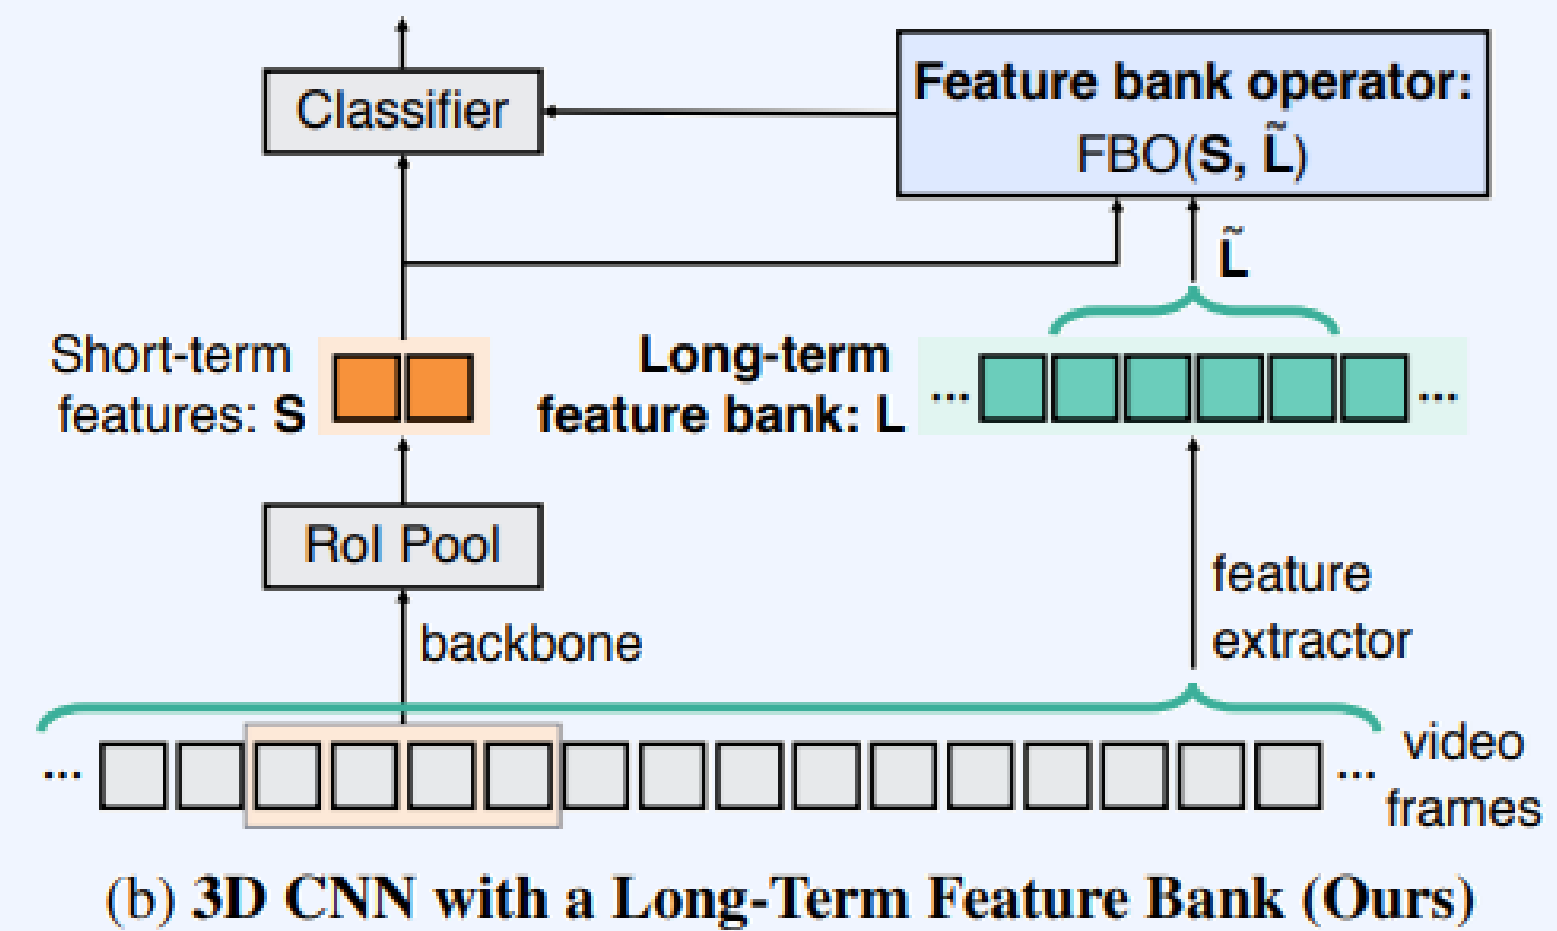 Classifier
Feature bank operator:
FBO(S, L̃)
L̃
Short-term
features: S
Long-term
feature bank: L
...
...
RoI Pool
backbone
feature
extractor
...
...
video
frames
(b) 3D CNN with a Long-Term Feature Bank (Ours)